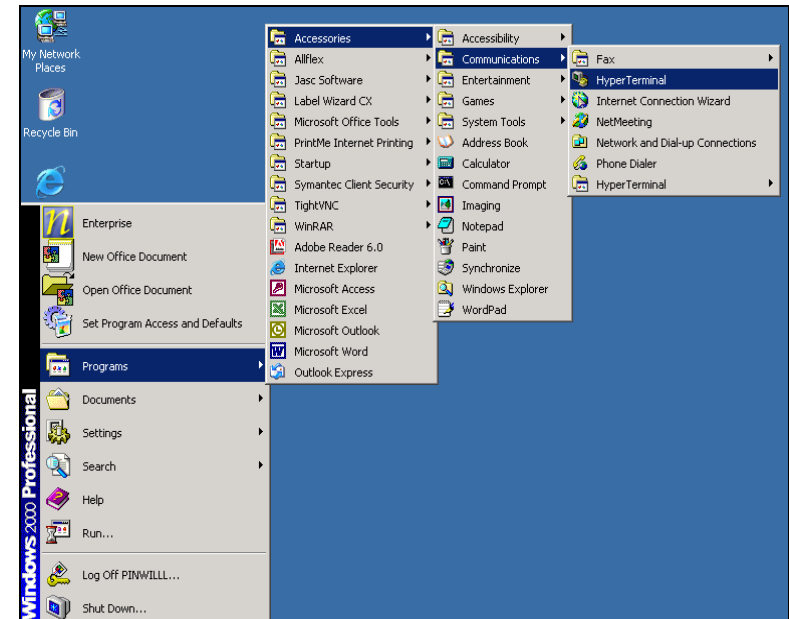 My Network
Places
Recycle Bin
Enterprise
New Office Document
Open Office Document
Set Program Access and Defaults
Programs
Documents
Settings
Search
Help
Run...
Log Off PINWILLL...
Shut Down...
Windows 2000 Professional
Accessories
Allflex
Jasc Software
Label Wizard CX
Microsoft Office Tools
PrintMe Internet Printing
Startup
Symantec Client Security
TightVNC
WinRAR
Adobe Reader 6.0
Internet Explorer
Microsoft Access
Microsoft Excel
Microsoft Outlook
Microsoft Word
Outlook Express
Accessibility
Communications
Entertainment
Games
System Tools
Address Book
Calculator
Command Prompt
Imaging
Notepad
Paint
Synchronize
Windows Explorer
WordPad
Fax
HyperTerminal
Internet Connection Wizard
NetMeeting
Network and Dial-up Connections
Phone Dialer
HyperTerminal